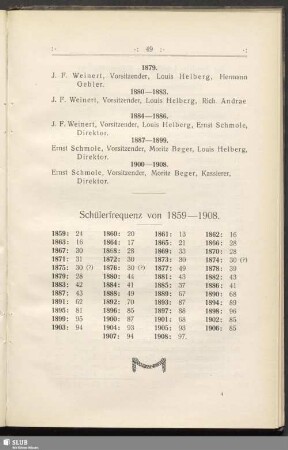 49
1879.
J. F. Weinert, Vorsitzender, Louis Helberg, Hermann
Oehler.
1880—1883.
J. F. Weinert, Vorsitzender, Louis Helberg, Rich. Andrae
1884—1886.
J. F. Weinert, Vorsitzender, Louis Helberg, Ernst Schmole,
Direktor.
1887—1899.
Ernst Schmole, Vorsitzender, Moritz Beger, Louis Helberg,
Direktor.
1900—1908.
Ernst Schmole, Vorsitzender, Moritz Beger, Kassierer,
Direktor.
Schülerfrequenz von 1859—1908.
1859: 24 1860: 20 1861: 13 1862: 16
1863: 16 1864: 17 1865: 21 1866: 28
1867: 30 1868: 28 1869: 33 1870: 28
1871: 31 1872: 30 1873: 39 1874: 30 (?)
1875: 30 (?) 1876: 30 (?) 1877: 49 1878: 39
1879: 28 1880: 44 1881: 43 1882: 40
1883: 42 1884: 41 1885: 37 1886: 41
1887: 43 1888: 49 1889: 67 1890: 68
1891: 62 1892: 70 1893: 87 1894: 89
1895: 81 1896: 85 1897: 88 1898: 96
1899: 95 1900: 87 1901: 68 1902: 85
1903: 94 1904: 93 1905: 93 1906: 85
1907: 94 1908: 97.
4
SLUB